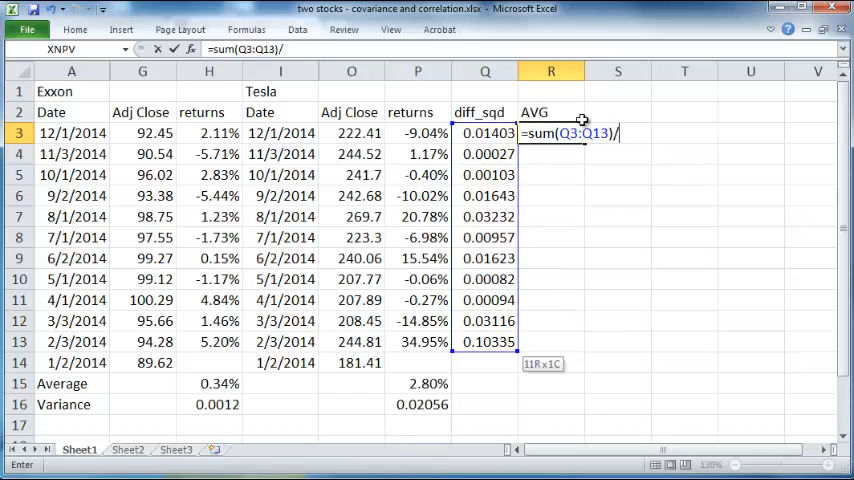 two stocks - covariance and correlation.xlsx - Microsoft Excel
File Home Insert Page Layout Formulas Data Review View Acrobat
XNPV =sum(Q3:Q13)/
A G H I O P Q R S T U V
1 Exxon Tesla
2 Date Adj Close returns Date Adj Close returns diff_sqd AVG
3 12/1/2014 92.45 2.11% 12/1/2014 222.41 -9.04% 0.01403 =sum(Q3:Q13)/
4 11/3/2014 90.54 -5.71% 11/3/2014 244.52 1.17% 0.00027
5 10/1/2014 96.02 2.83% 10/1/2014 241.7 -0.40% 0.00103
6 9/2/2014 93.38 -5.44% 9/2/2014 242.68 -10.02% 0.01643
7 8/1/2014 98.75 1.23% 8/1/2014 269.7 20.78% 0.03232
8 7/1/2014 97.55 -1.73% 7/1/2014 223.3 -6.98% 0.00957
9 6/2/2014 99.27 0.15% 6/2/2014 240.06 15.54% 0.01623
10 5/1/2014 99.12 -1.17% 5/1/2014 207.77 -0.06% 0.00082
11 4/1/2014 100.29 4.84% 4/1/2014 207.89 -0.27% 0.00094
12 3/3/2014 95.66 1.46% 3/3/2014 208.45 -14.85% 0.03116
13 2/3/2014 94.28 5.20% 2/3/2014 244.81 34.95% 0.10335
14 1/2/2014 89.62 1/2/2014 181.41 11R x 1C
15 Average 0.34% 2.80%
16 Variance 0.0012 0.02056
17
Sheet1 Sheet2 Sheet3
Enter 130%